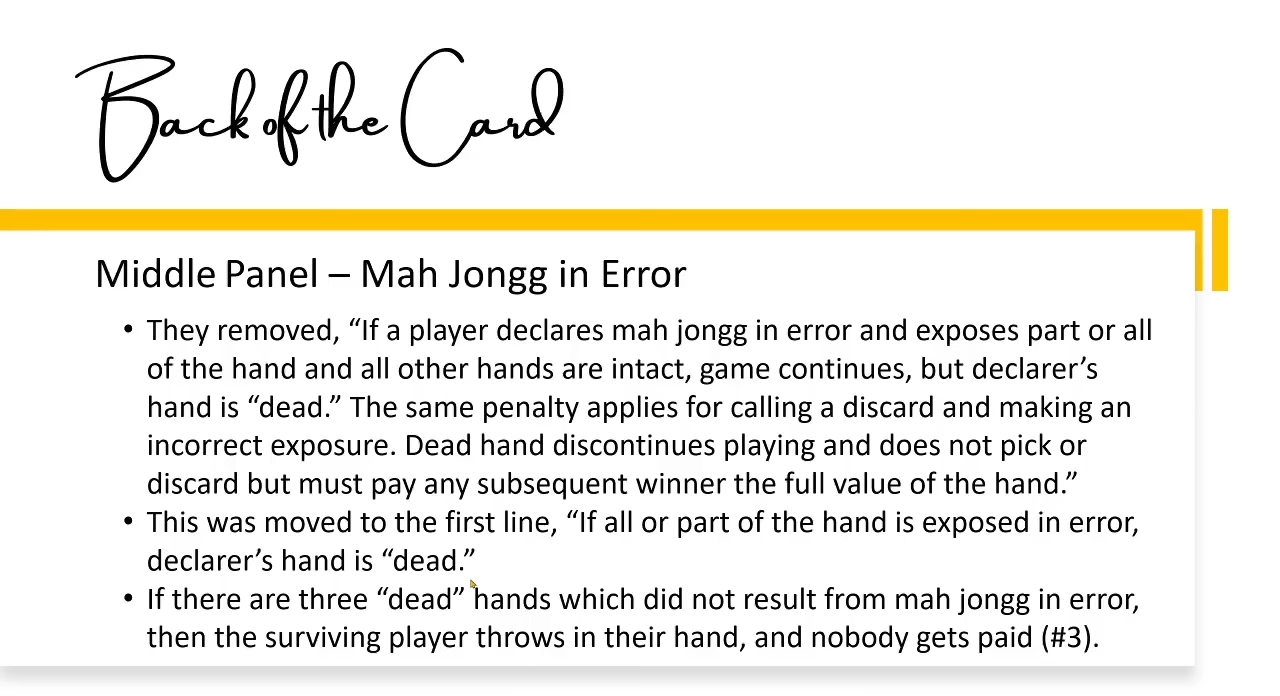 Back of the Card
Middle Panel – Mah Jongg in Error
• They removed, “If a player declares mah jongg in error and exposes part or all
of the hand and all other hands are intact, game continues, but declarer’s
hand is “dead.” The same penalty applies for calling a discard and making an
incorrect exposure. Dead hand discontinues playing and does not pick or
discard but must pay any subsequent winner the full value of the hand.”
• This was moved to the first line, “If all or part of the hand is exposed in error,
declarer’s hand is “dead.”
• If there are three “dead” hands which did not result from mah jongg in error,
then the surviving player throws in their hand, and nobody gets paid (#3).